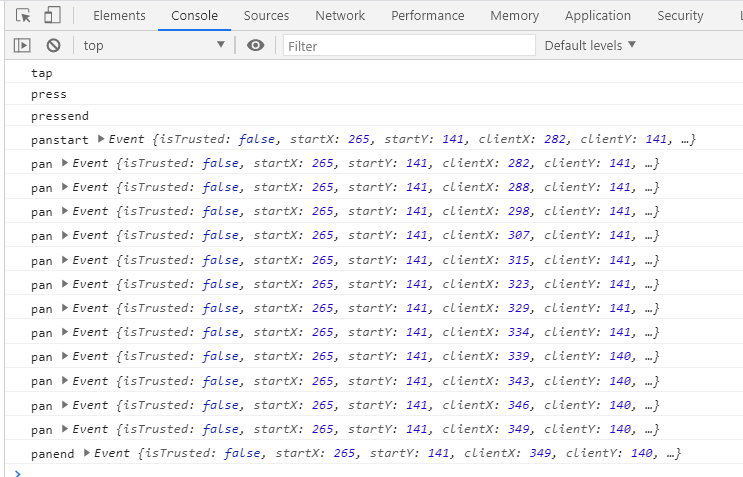 Elements Console Sources Network Performance Memory Application Security
top Filter Default levels
tap
press
pressend
panstart Event {isTrusted: false, startX: 265, startY: 141, clientX: 282, clientY: 141, …}
pan Event {isTrusted: false, startX: 265, startY: 141, clientX: 282, clientY: 141, …}
pan Event {isTrusted: false, startX: 265, startY: 141, clientX: 288, clientY: 141, …}
pan Event {isTrusted: false, startX: 265, startY: 141, clientX: 298, clientY: 141, …}
pan Event {isTrusted: false, startX: 265, startY: 141, clientX: 307, clientY: 141, …}
pan Event {isTrusted: false, startX: 265, startY: 141, clientX: 315, clientY: 141, …}
pan Event {isTrusted: false, startX: 265, startY: 141, clientX: 323, clientY: 141, …}
pan Event {isTrusted: false, startX: 265, startY: 141, clientX: 329, clientY: 141, …}
pan Event {isTrusted: false, startX: 265, startY: 141, clientX: 334, clientY: 141, …}
pan Event {isTrusted: false, startX: 265, startY: 141, clientX: 339, clientY: 140, …}
pan Event {isTrusted: false, startX: 265, startY: 141, clientX: 343, clientY: 140, …}
pan Event {isTrusted: false, startX: 265, startY: 141, clientX: 346, clientY: 140, …}
pan Event {isTrusted: false, startX: 265, startY: 141, clientX: 349, clientY: 140, …}
panend Event {isTrusted: false, startX: 265, startY: 141, clientX: 349, clientY: 140, …}